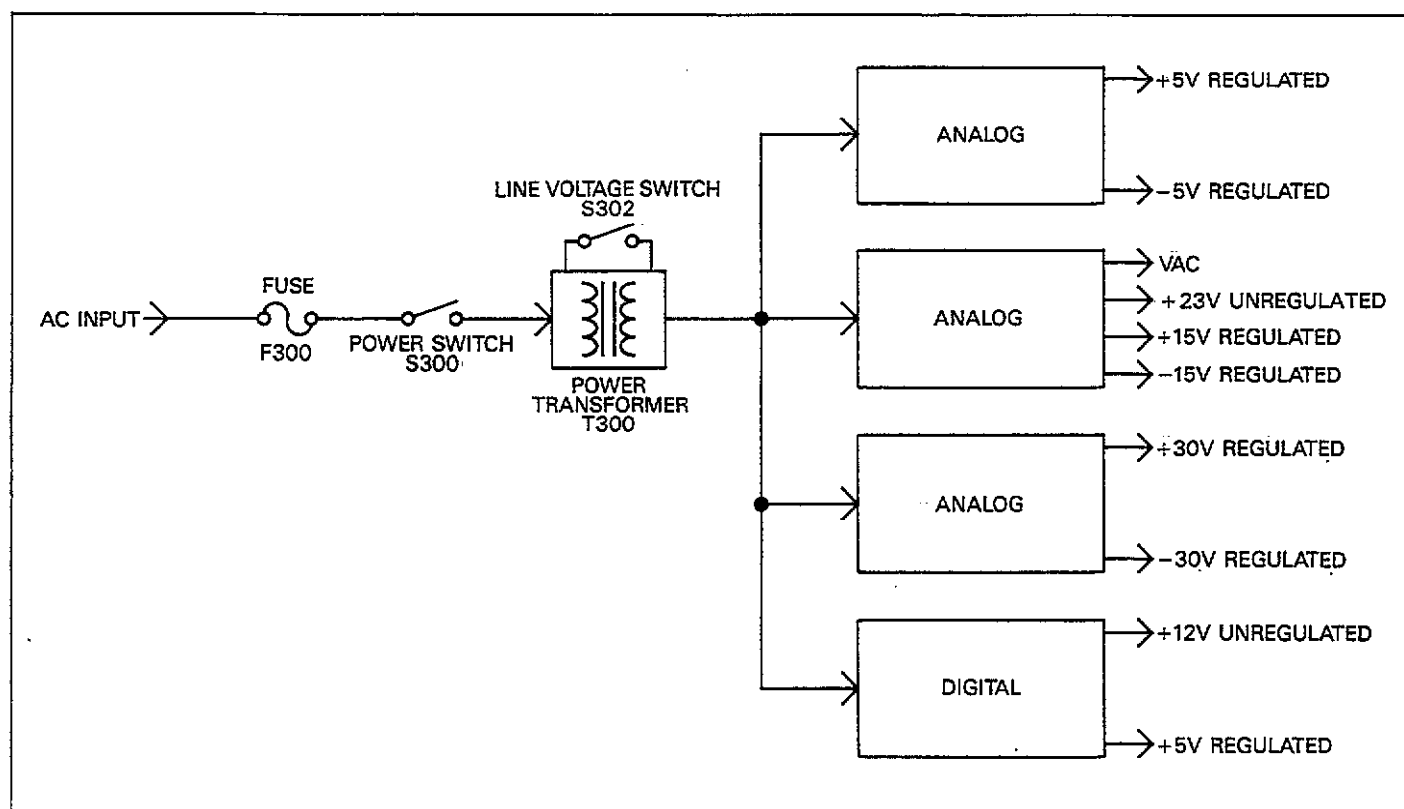 AC INPUT
FUSE
F300
POWER SWITCH
S300
LINE VOLTAGE SWITCH
S302
POWER
TRANSFORMER
T300
ANALOG
+5V REGULATED
-5V REGULATED
ANALOG
VAC
+23V UNREGULATED
+15V REGULATED
-15V REGULATED
ANALOG
+30V REGULATED
-30V REGULATED
DIGITAL
+12V UNREGULATED
+5V REGULATED